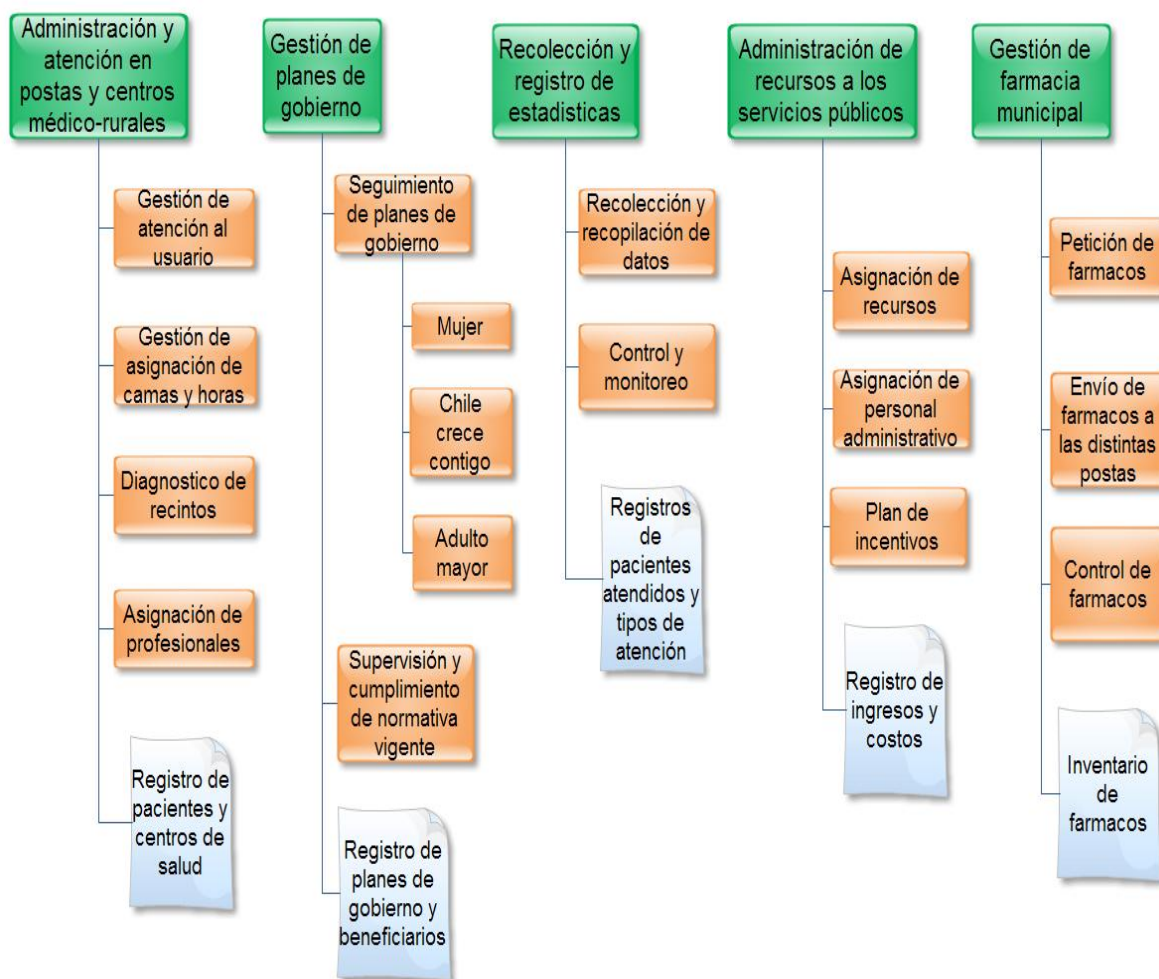 Administración y
atención en
postas y centros
médico-rurales
Gestión de
atención al
usuario
Gestión de
asignación de
camas y horas
Diagnostico de
recintos
Asignación de
profesionales
Registro de
pacientes y
centros de
salud
Gestión de
planes de
gobierno
Seguimiento
de planes de
gobierno
Mujer
Chile
crece
contigo
Adulto
mayor
Supervisión y
cumplimiento
de normativa
vigente
Registro de
planes de
gobierno y
beneficiarios
Recolección y
registro de
estadisticas
Recolección y
recopilación de
datos
Control y
monitoreo
Registros
de
pacientes
atendidos y
tipos de
atención
Administración de
recursos a los
servicios públicos
Asignación de
recursos
Asignación de
personal
administrativo
Plan de
incentivos
Registro de
ingresos y
costos
Gestión de
farmacia
municipal
Petición de
farmacos
Envío de
farmacos a
las distintas
postas
Control de
farmacos
Inventario
de
farmacos